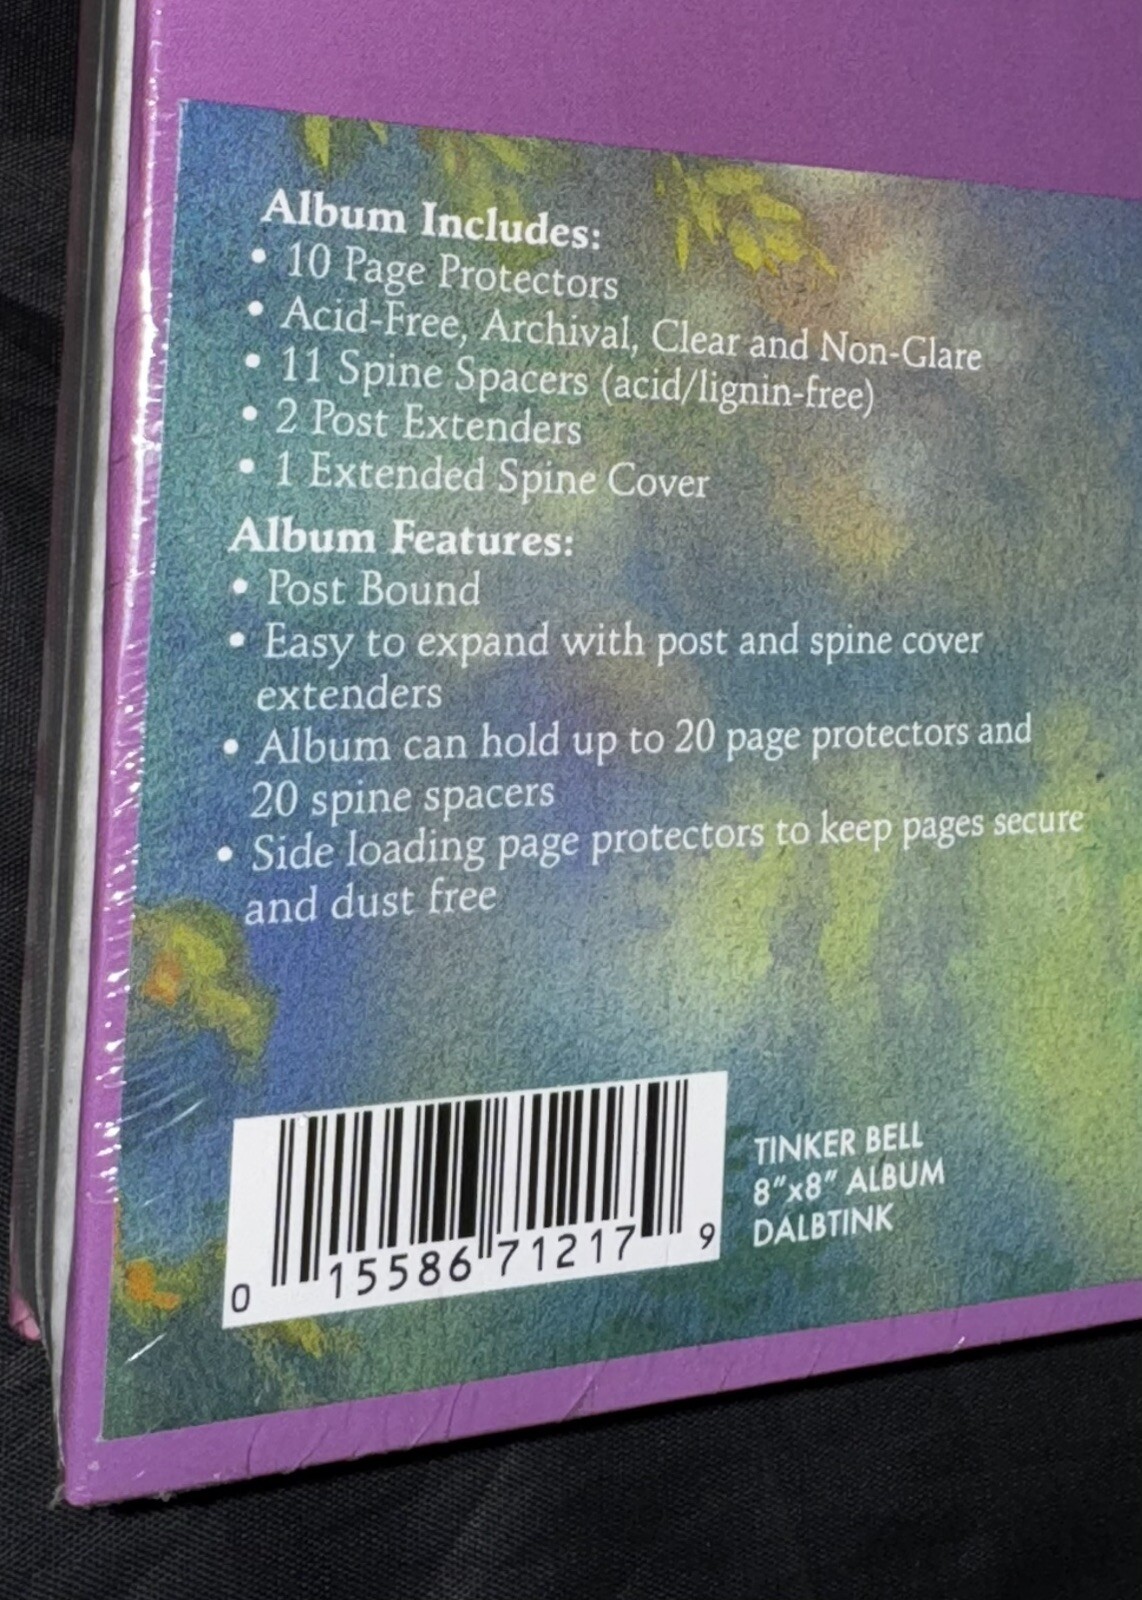 Album Includes:
• 10 Page Protectors
• Acid-Free, Archival, Clear and Non-Glare
• 11 Spine Spacers (acid/lignin-free)
• 2 Post Extenders
• 1 Extended Spine Cover
Album Features:
• Post Bound
• Easy to expand with post and spine cover
extenders
• Album can hold up to 20 page protectors and
20 spine spacers
• Side loading page protectors to keep pages secure
and dust free
0 15586 71217 9
TINKER BELL
8"x8" ALBUM
DALBTINK